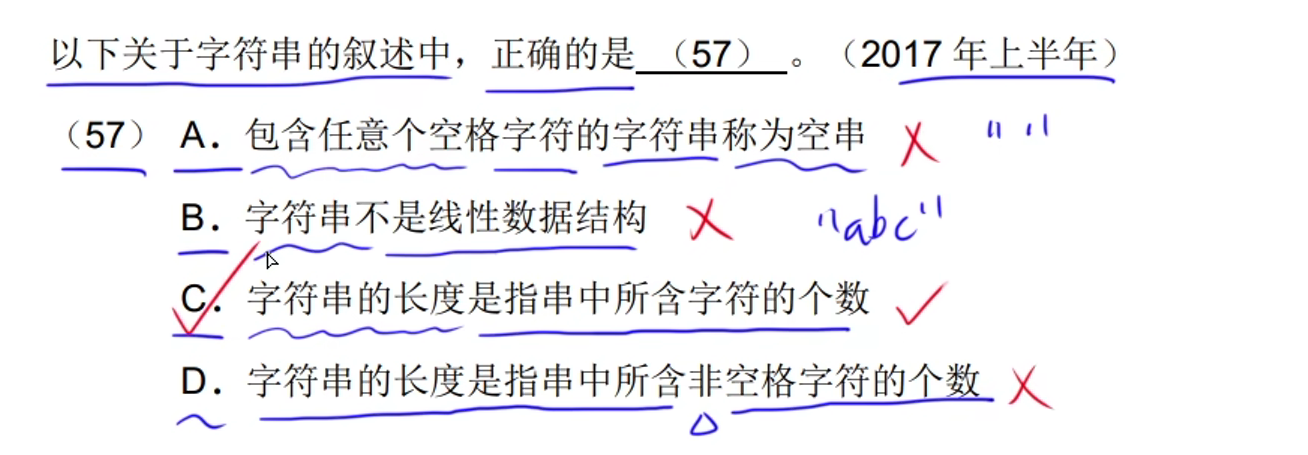 以下关于字符串的叙述中，正确的是 （57） 。（2017 年上半年）
（57） A．包含任意个空格字符的字符串称为空串 " "
B．字符串不是线性数据结构 "abc"
C．字符串的长度是指串中所含字符的个数
D．字符串的长度是指串中所含非空格字符的个数